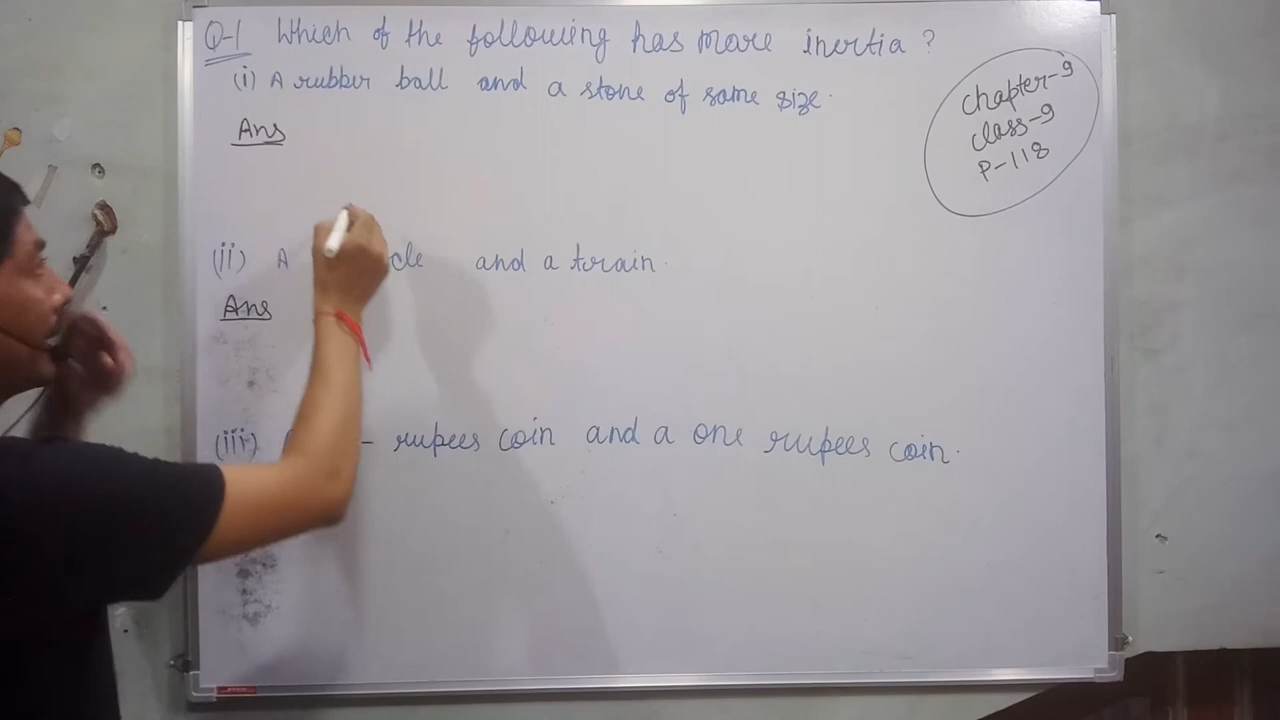 Q-1 Which of the following has more inertia ?
(i) A rubber ball and a stone of same size.
Ans
chapter-9
class-9
P-118
(ii) A and a train.
Ans
(iii) rupees coin and a one rupees coin.